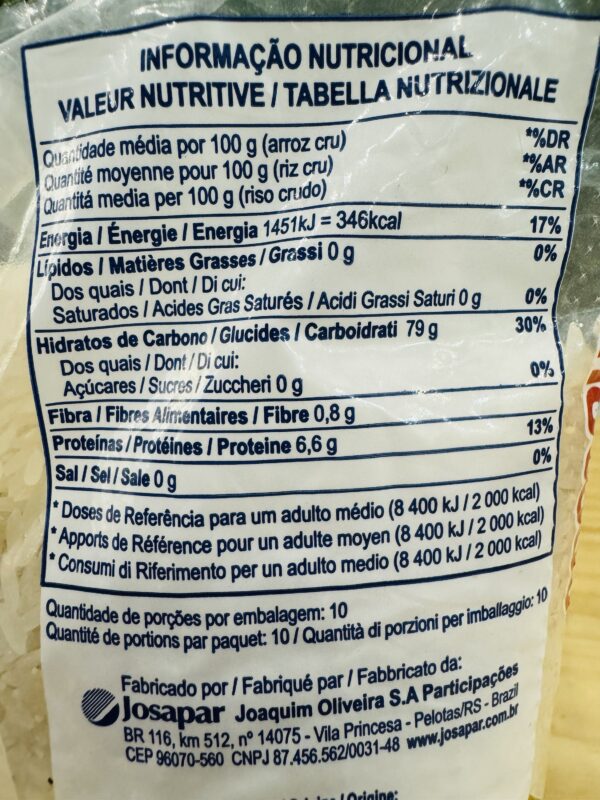 INFORMAÇÃO NUTRICIONAL
VALEUR NUTRITIVE / TABELLA NUTRIZIONALE
Quantidade média por 100 g (arroz cru) *%DR
Quantité moyenne pour 100 g (riz cru) *%AR
Quantitá media per 100 g (riso crudo) *%CR
Energia / Énergie / Energia 1451kJ = 346kcal 17%
Lípidos / Matières Grasses / Grassi 0 g 0%
Dos quais / Dont / Di cui:
Saturados / Acides Gras Saturés / Acidi Grassi Saturi 0 g 0%
Hidratos de Carbono / Glucides / Carboidrati 79 g 30%
Dos quais / Dont / Di cui:
Açúcares / Sucres / Zuccheri 0 g 0%
Fibra / Fibres Alimentaires / Fibre 0,8 g
Proteínas / Protéines / Proteine 6,6 g 13%
Sal / Sel / Sale 0 g 0%
* Doses de Referência para um adulto médio (8 400 kJ / 2 000 kcal)
* Apports de Référence pour un adulte moyen (8 400 kJ / 2 000 kcal)
* Consumi di Riferimento per un adulto medio (8 400 kJ / 2 000 kcal)
Quantidade de porções por embalagem: 10
Quantité de portions par paquet: 10 / Quantità di porzioni per imballaggio: 10
Fabricado por / Fabriqué par / Fabbricato da:
Josapar Joaquim Oliveira S.A Participações
BR 116, km 512, nº 14075 - Vila Princesa - Pelotas/RS - Brazil
CEP 96070-560 CNPJ 87.456.562/0031-48 www.josapar.com.br
/ Origine: